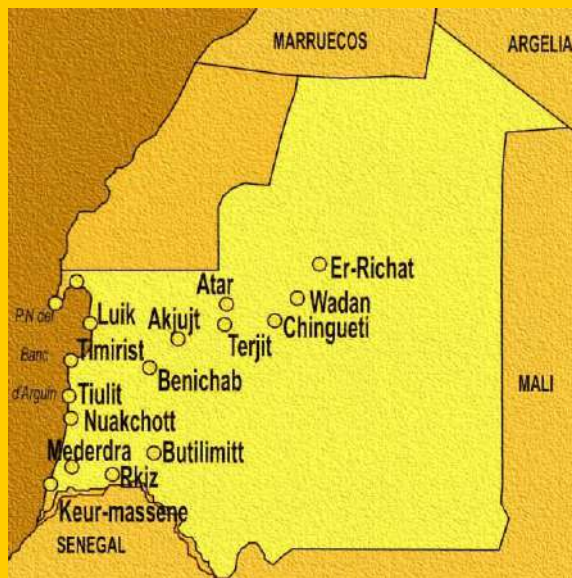 MARRUECOS
ARGELIA
Er-Richat
Atar
Wadan
P.N del
Luik
Akjujt
Chingueti
Terjit
Banc
Timirist
Benichab
MALI
d'Arguin
Tiulit
Nuakchott
Mederdra
Butilimitt
Rkiz
Keur-massene
SENEGAL